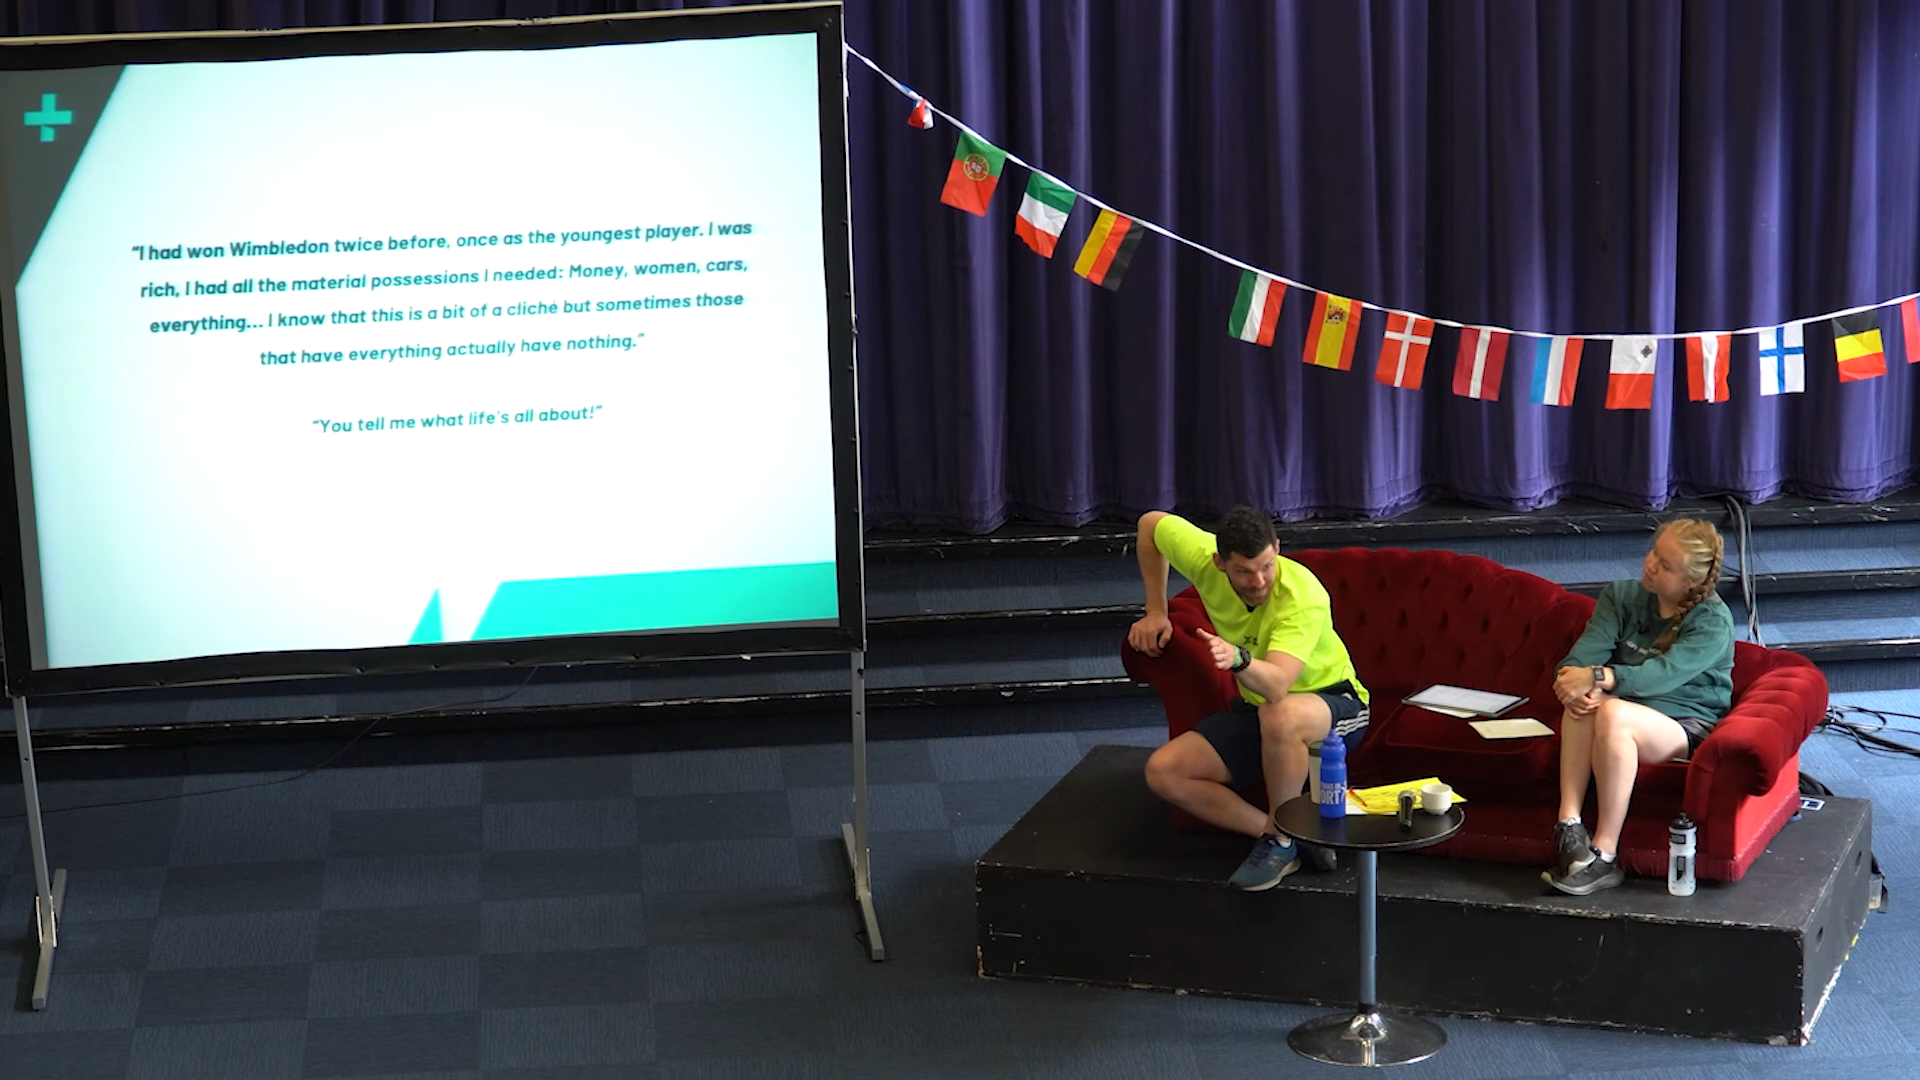 “I had won Wimbledon twice before, once as the youngest player. I was
rich, I had all the material possessions I needed: Money, women, cars,
everything... I know that this is a bit of a cliché but sometimes those
that have everything actually have nothing.”
“You tell me what life's all about!”